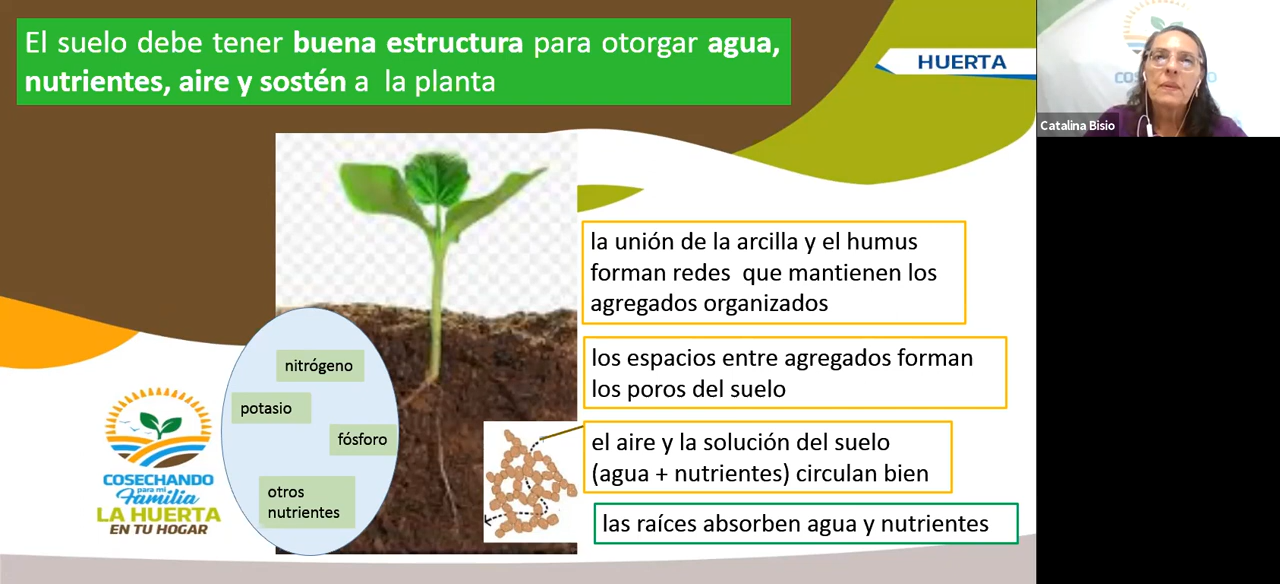 El suelo debe tener buena estructura para otorgar agua,
nutrientes, aire y sostén a la planta
HUERTA
Catalina Bisio
la unión de la arcilla y el humus
forman redes que mantienen los
agregados organizados
los espacios entre agregados forman
los poros del suelo
el aire y la solución del suelo
(agua + nutrientes) circulan bien
las raíces absorben agua y nutrientes
nitrógeno
potasio
fósforo
otros
nutrientes
COSECHANDO
para mi
Familia
LA HUERTA
EN TU HOGAR